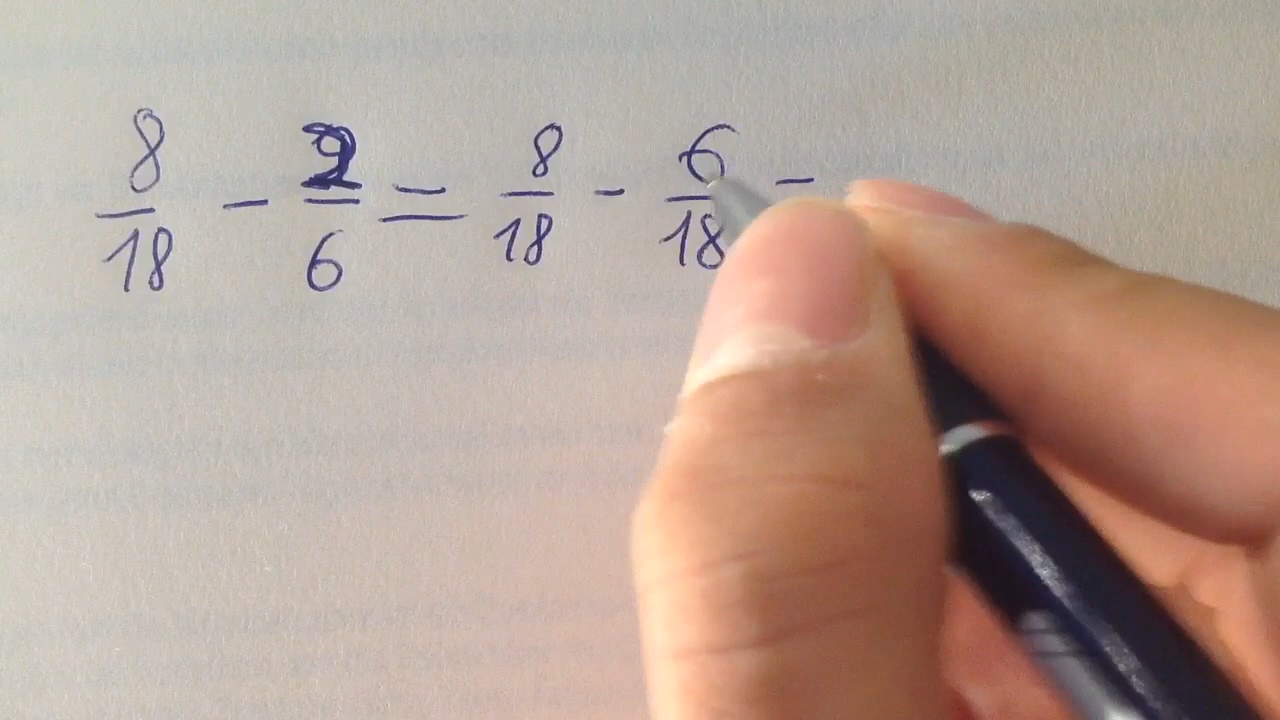 8/18 - 2/6 = 8/18 - 6/18 -